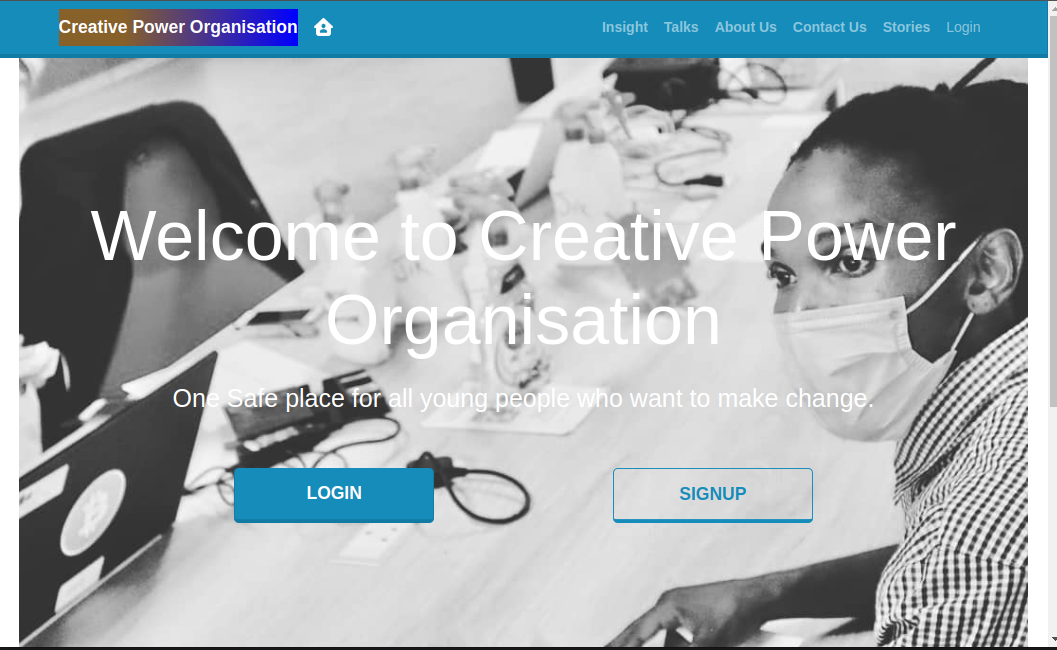 Creative Power Organisation
Insight Talks About Us Contact Us Stories Login
Welcome to Creative Power
Organisation
One Safe place for all young people who want to make change.
LOGIN SIGNUP